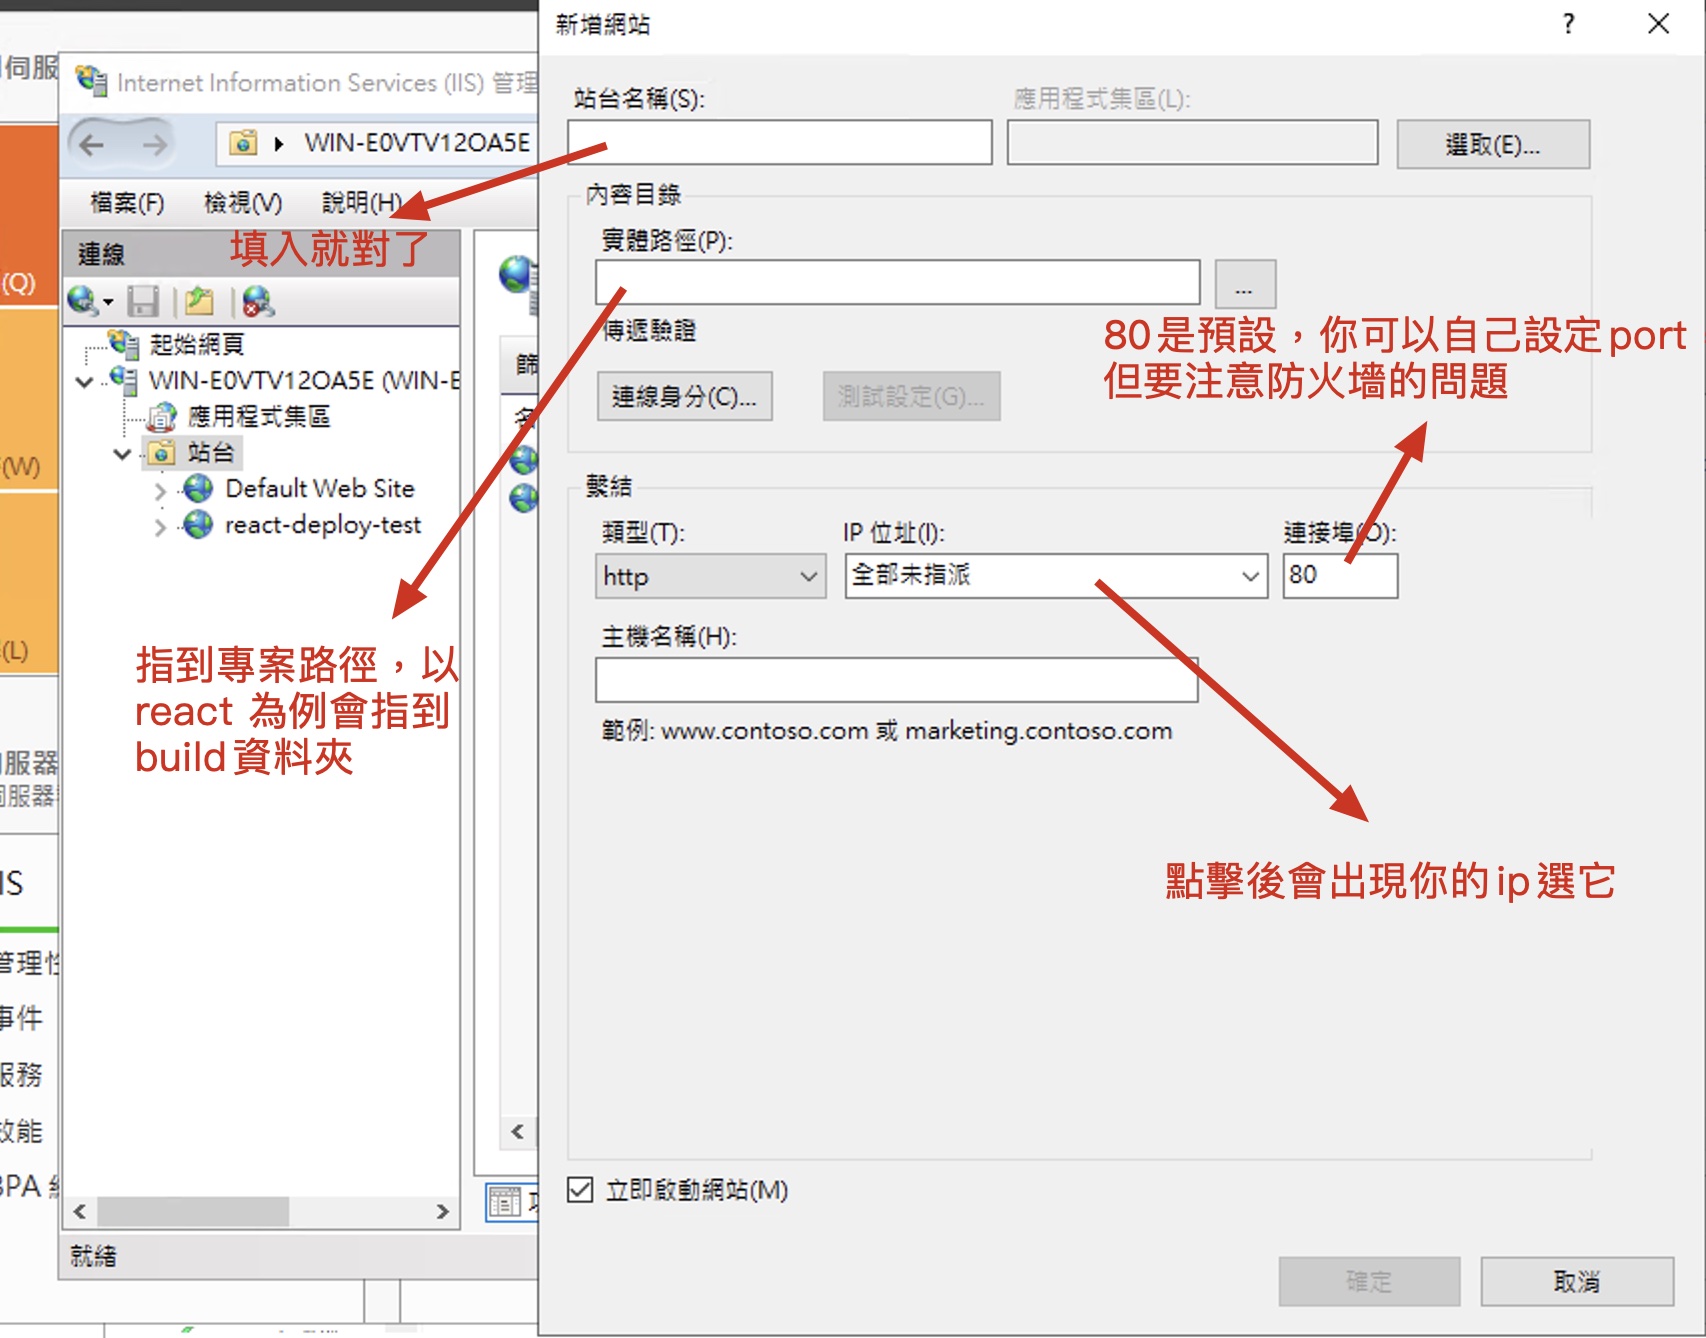 伺服
(Q)
(W)
(L)
服器
伺服器
IIS
管理性
事件
服務
效能
BPA
Internet Information Services (IIS) 管理
WIN-E0VTV12OA5E
檔案(F) 檢視(V) 說明(H)
填入就對了
連線
起始網頁
WIN-E0VTV12OA5E (WIN-E
應用程式集區
站台
Default Web Site
react-deploy-test
指到專案路徑，以
react 為例會指到
build資料夾
就緒
篩
名
新增網站
?
站台名稱(S):
應用程式集區(L):
選取(E)...
內容目錄
實體路徑(P):
...
傳遞驗證
80是預設，你可以自己設定port
但要注意防火墻的問題
連線身分(C)...
測試設定(G)...
繫結
類型(T):
IP 位址(I):
連接埠(O):
http
全部未指派
80
主機名稱(H):
範例: www.contoso.com 或 marketing.contoso.com
點擊後會出現你的ip選它
立即啟動網站(M)
確定
取消